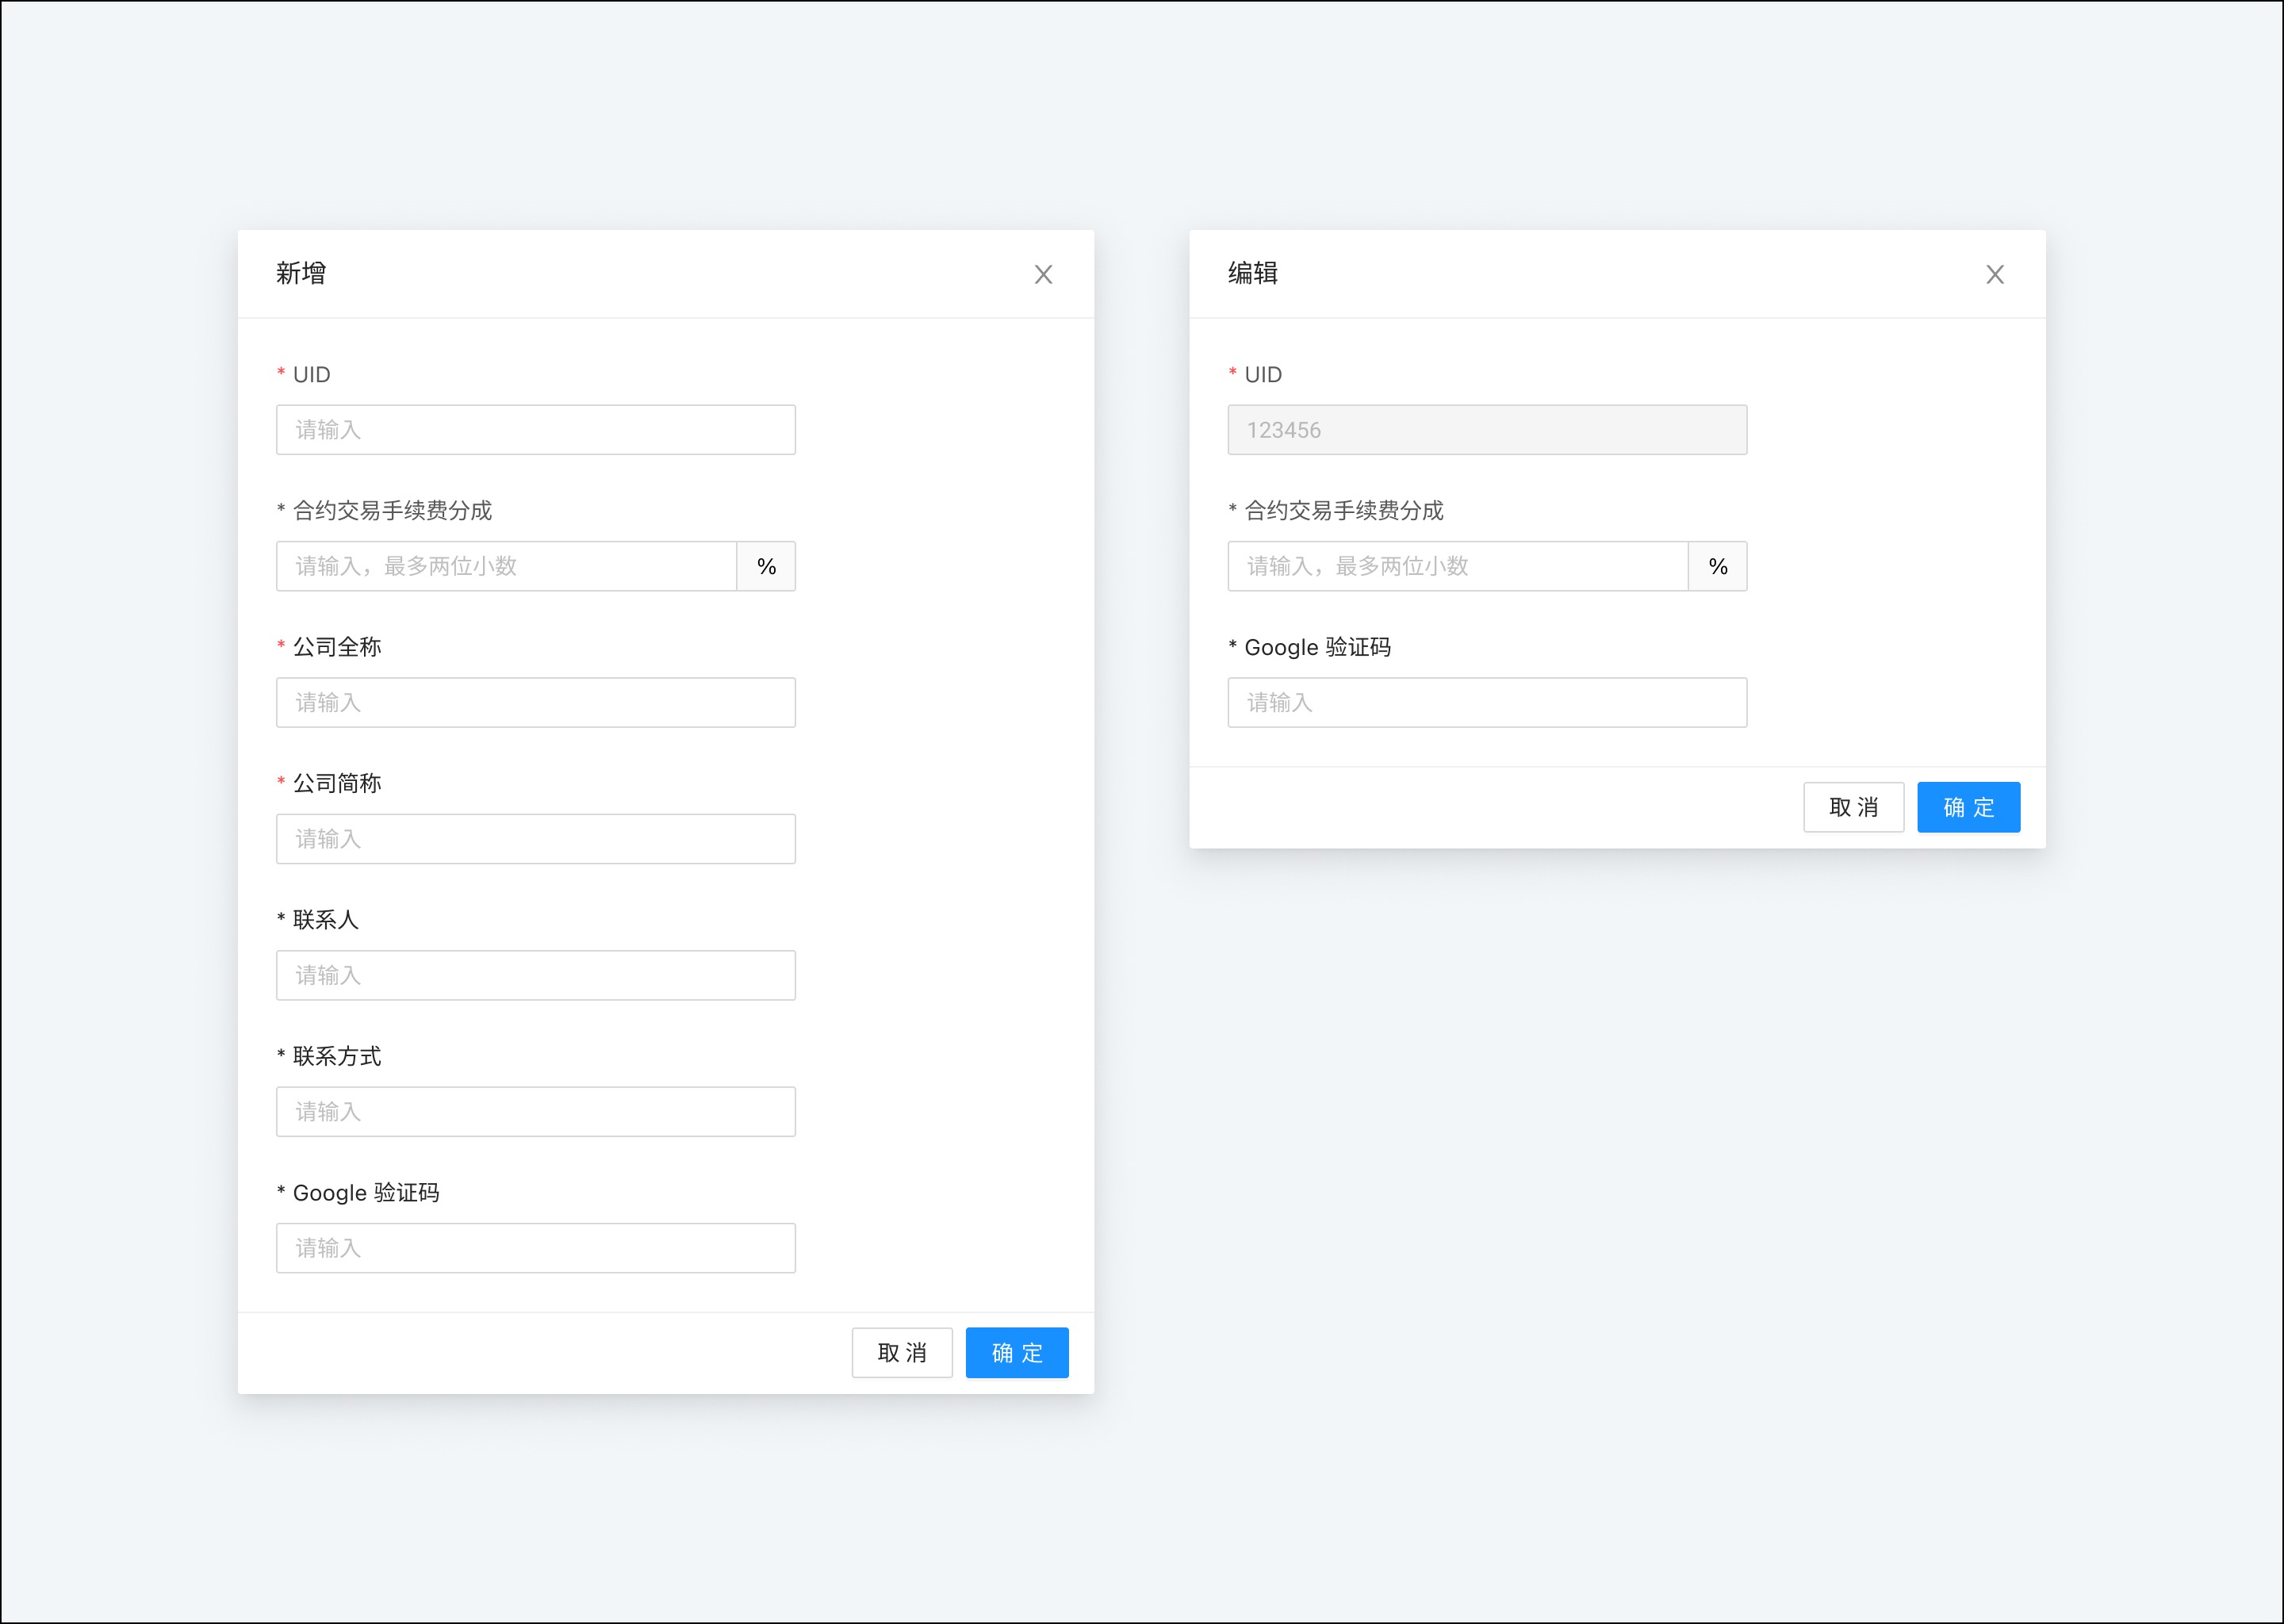 新增
* UID
请输入
* 合约交易手续费分成
请输入，最多两位小数
%
* 公司全称
请输入
* 公司简称
请输入
* 联系人
请输入
* 联系方式
请输入
* Google 验证码
请输入
取 消
确 定
编辑
* UID
123456
* 合约交易手续费分成
请输入，最多两位小数
%
* Google 验证码
请输入
取 消
确 定